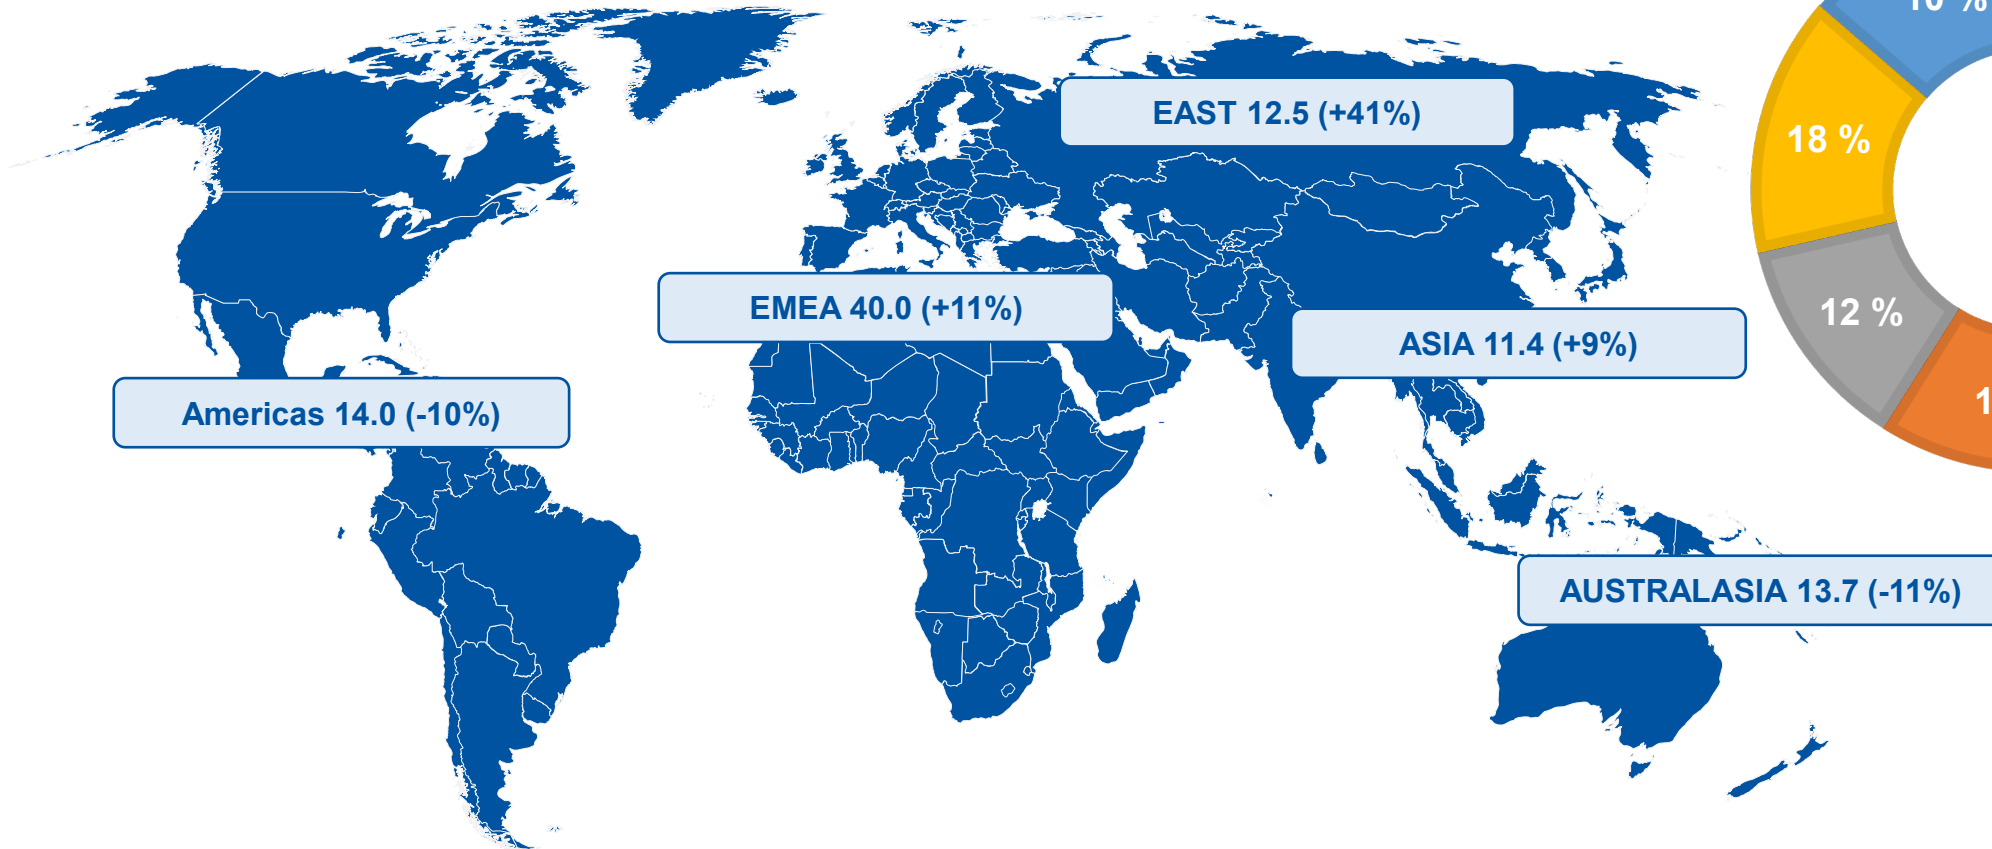 10 %
EAST 12.5 (+41%)
18 %
EMEA 40.0 (+11%)
12 %
ASIA 11.4 (+9%)
Americas 14.0 (-10%)
AUSTRALASIA 13.7 (-11%)